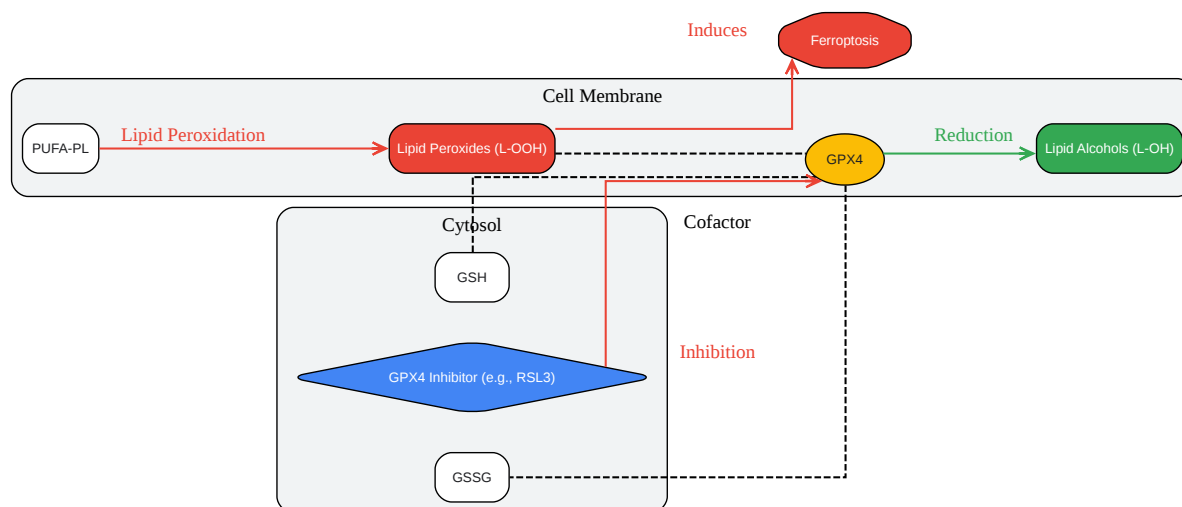 Induces
Ferroptosis
Cell Membrane
PUFA-PL
Lipid Peroxidation
Lipid Peroxides (L-OOH)
GPX4
Reduction
Lipid Alcohols (L-OH)
Cytosol
Cofactor
GSH
Inhibition
GPX4 Inhibitor (e.g., RSL3)
GSSG